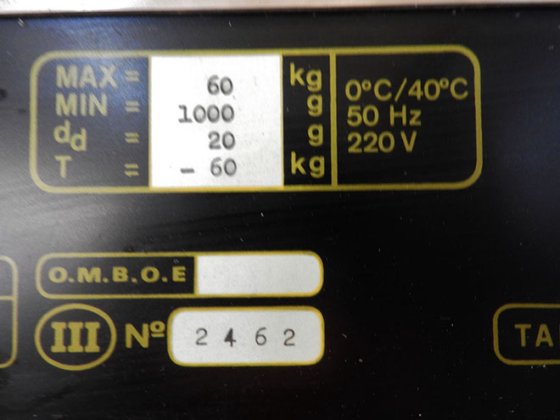 MAX = 60 kg
MIN = 1000 g
dd = 20 g
T = - 60 kg
0°C/40°C
50 Hz
220 V
O.M.B.O.E
III Nº 2462
TA